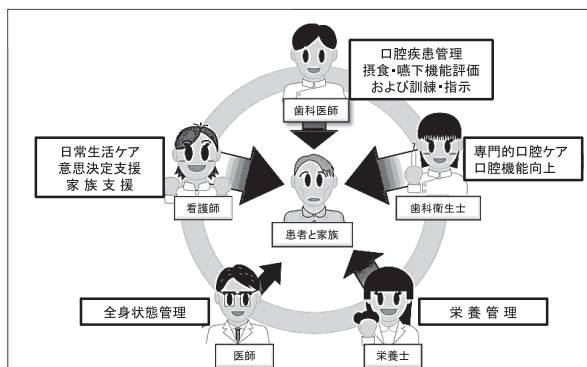 口腔疾患管理
摂食・嚥下機能評価
および訓練・指示
歯科医師
日常生活ケア
意思決定支援
家族支援
看護師
専門的口腔ケア
口腔機能向上
歯科衛生士
患者と家族
全身状態管理
医師
栄養管理
栄養士